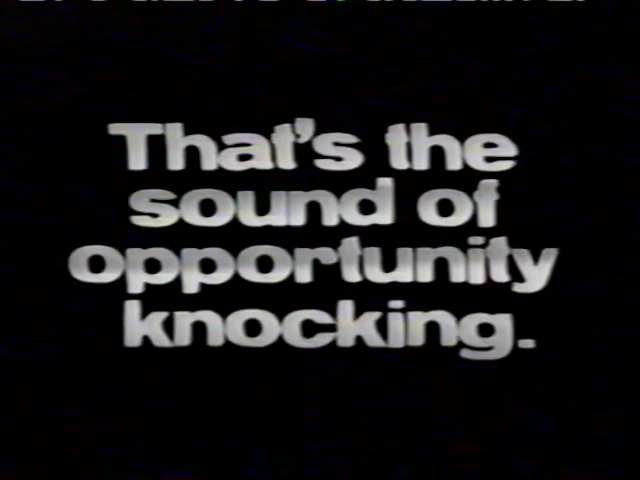 That's the
sound of
opportunity
knocking.